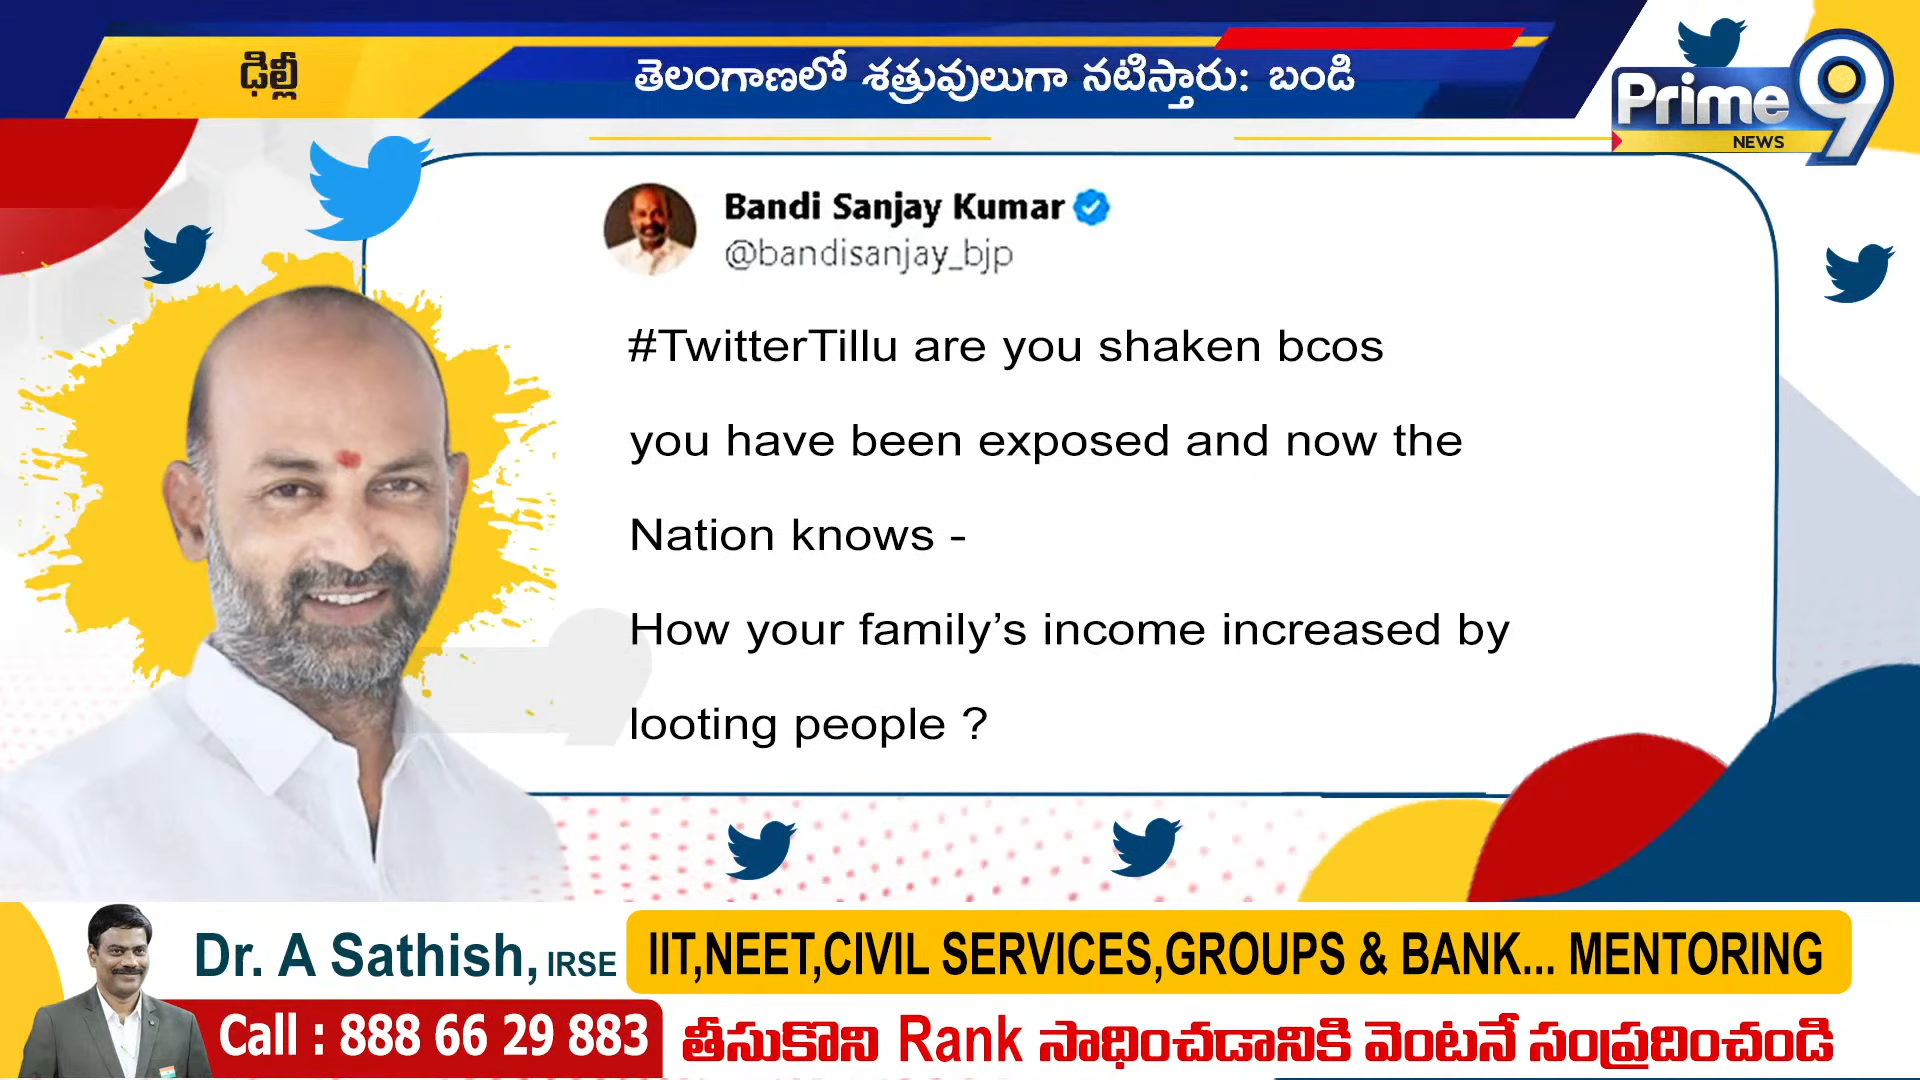 ఢిల్లీ
తెలంగాణలో శత్రువులుగా నటిస్తారు: బండి
Prime 9
NEWS
Bandi Sanjay Kumar
@bandisanjay_bjp
#TwitterTillu are you shaken bcos
you have been exposed and now the
Nation knows -
How your family’s income increased by
looting people ?
Dr. A Sathish, IRSE
IIT,NEET,CIVIL SERVICES,GROUPS & BANK... MENTORING
Call : 888 66 29 883
తీసుకొని Rank సాధించడానికి వెంటనే సంప్రదించండి